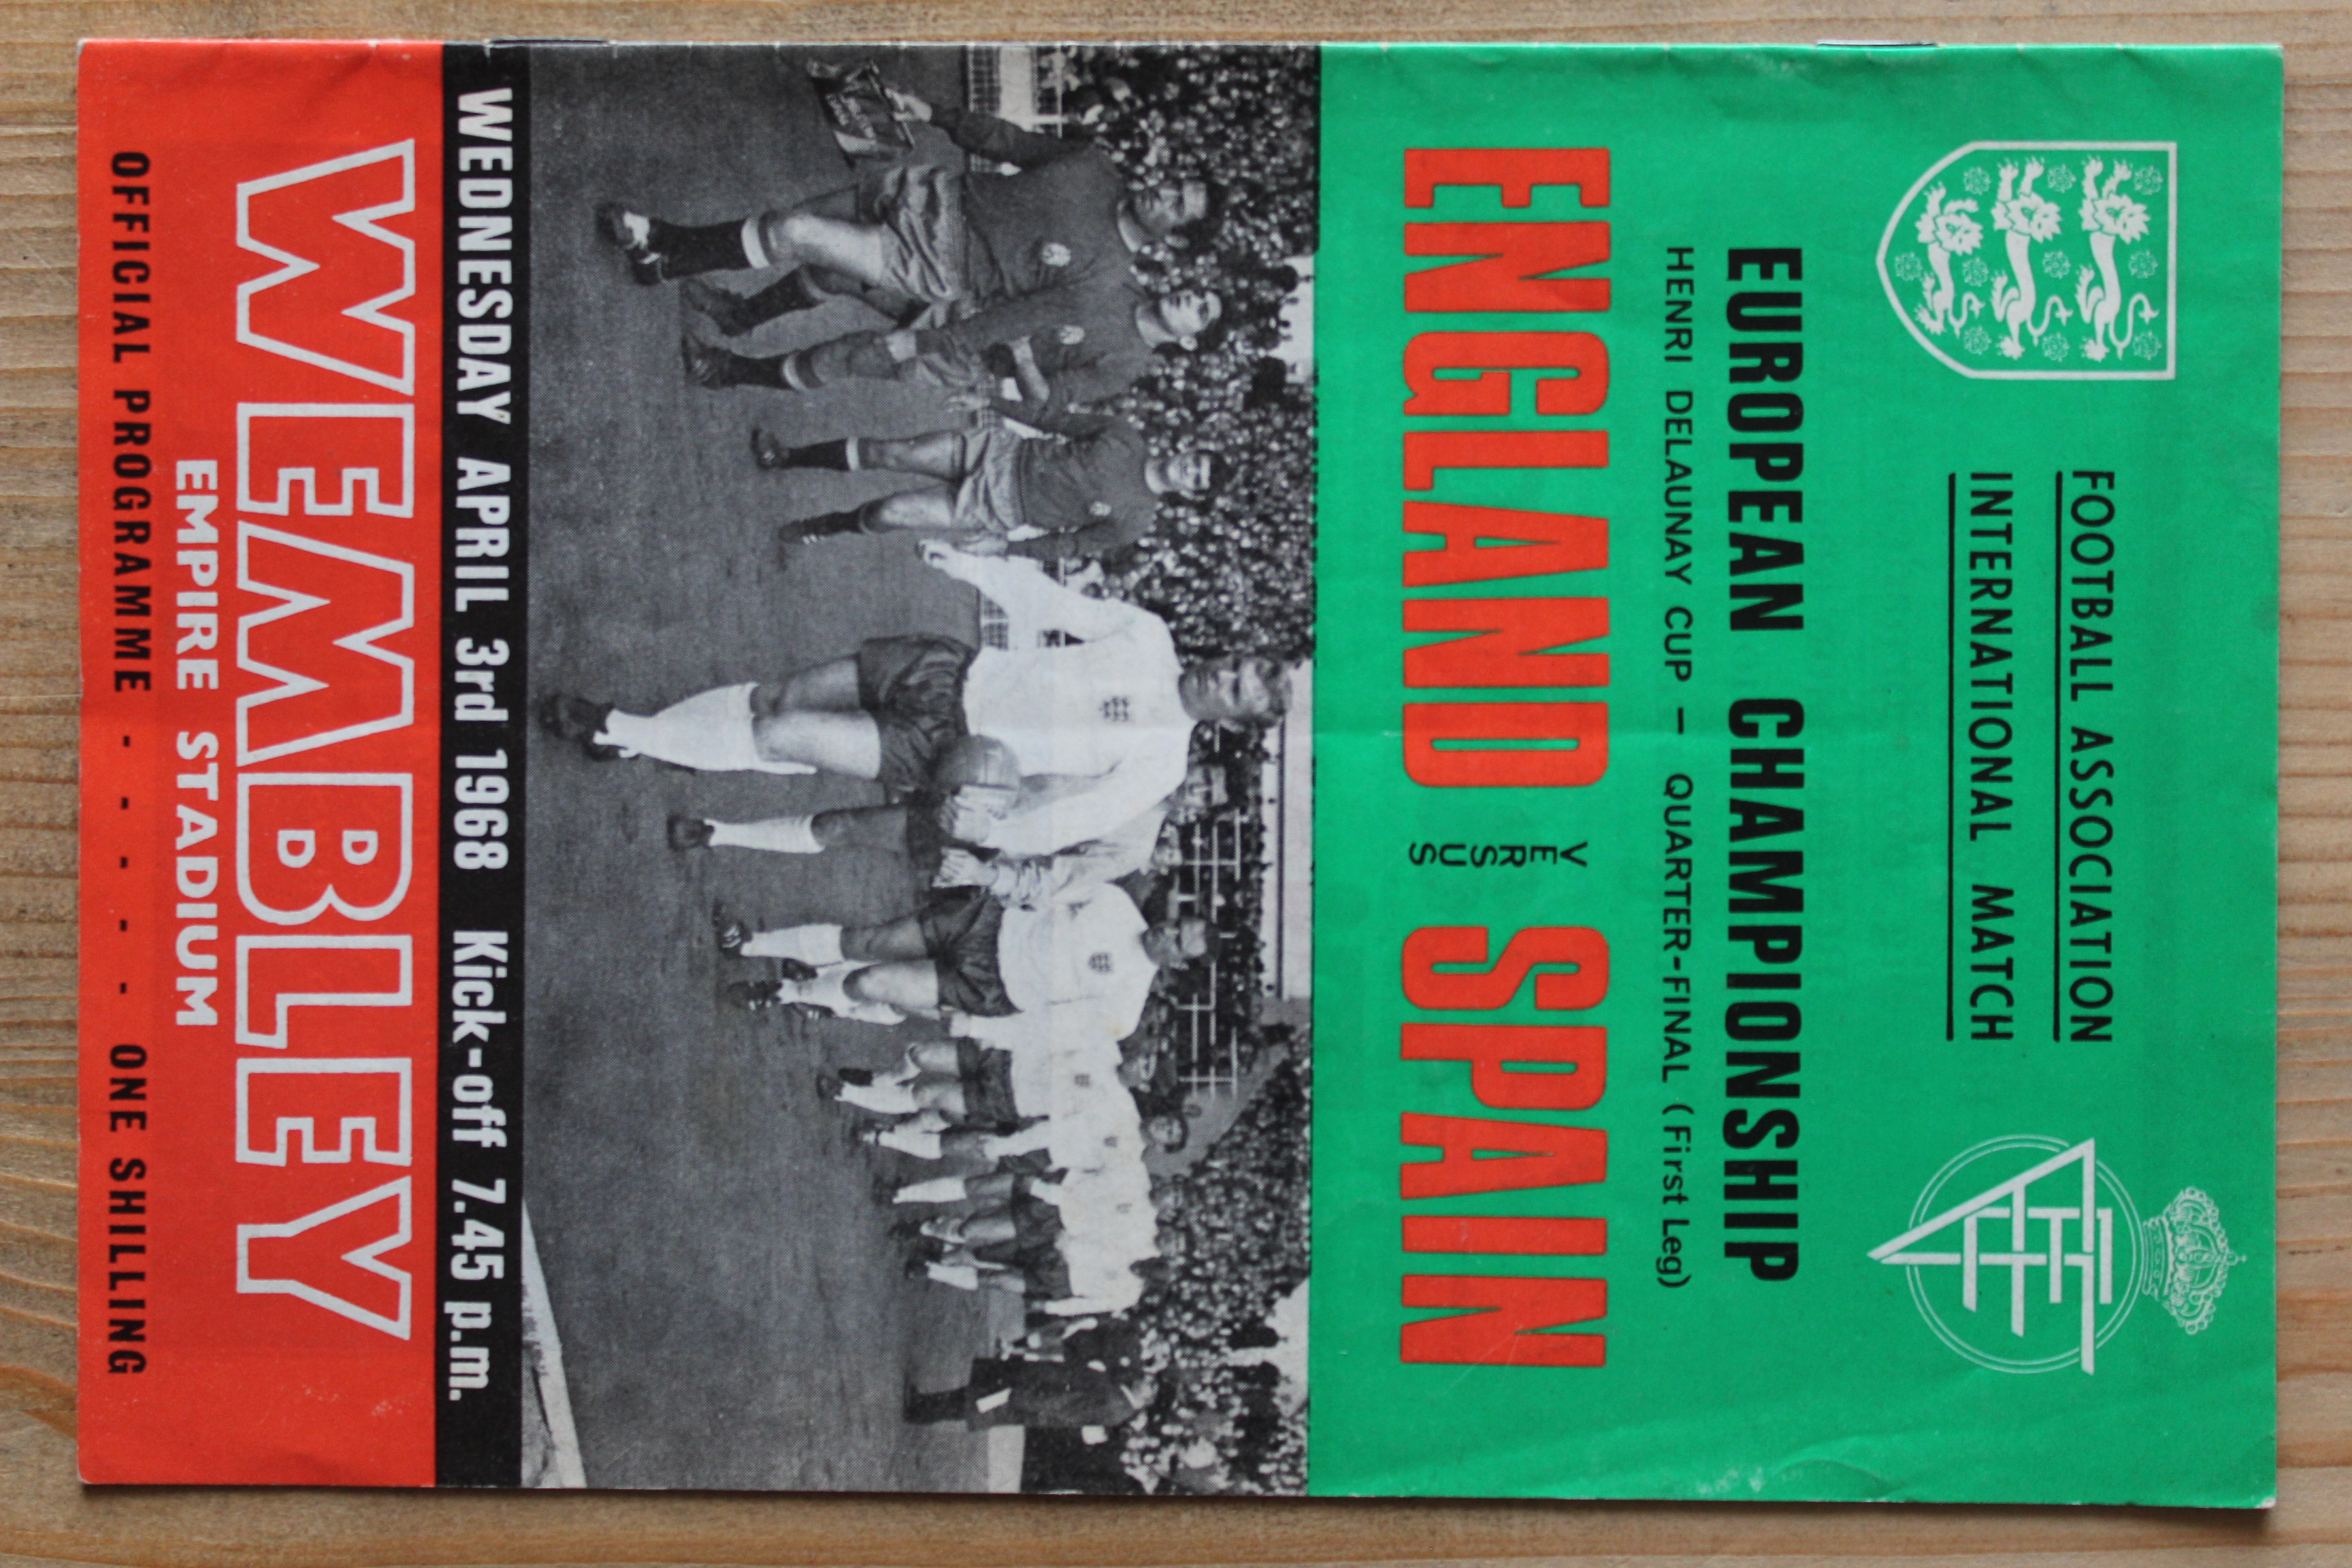 FOOTBALL ASSOCIATION
INTERNATIONAL MATCH
EUROPEAN CHAMPIONSHIP
HENRI DELAUNAY CUP — QUARTER-FINAL (First Leg)
ENGLAND VERSUS SPAIN
WEDNESDAY APRIL 3rd 1968 Kick-off 7.45 p.m.
WEMBLEY
EMPIRE STADIUM
OFFICIAL PROGRAMME - - - - - ONE SHILLING